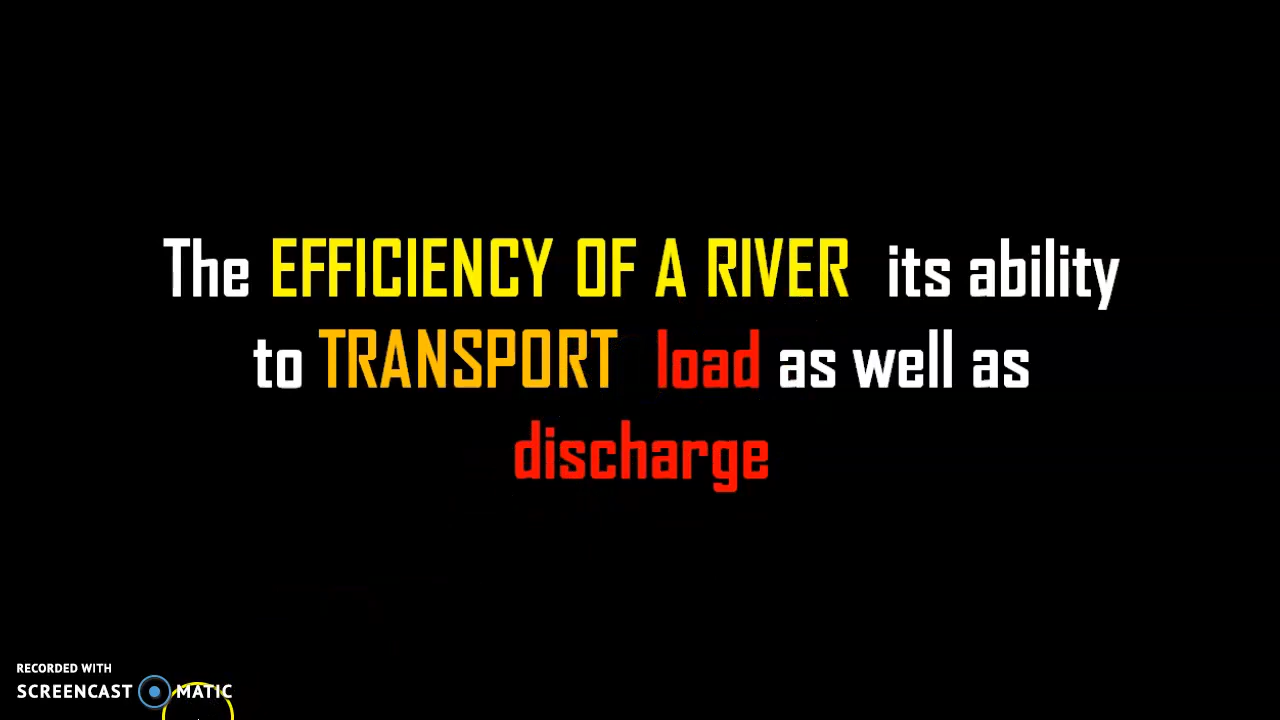 The EFFICIENCY OF A RIVER its ability
to TRANSPORT load as well as
discharge
RECORDED WITH
SCREENCAST MATIC